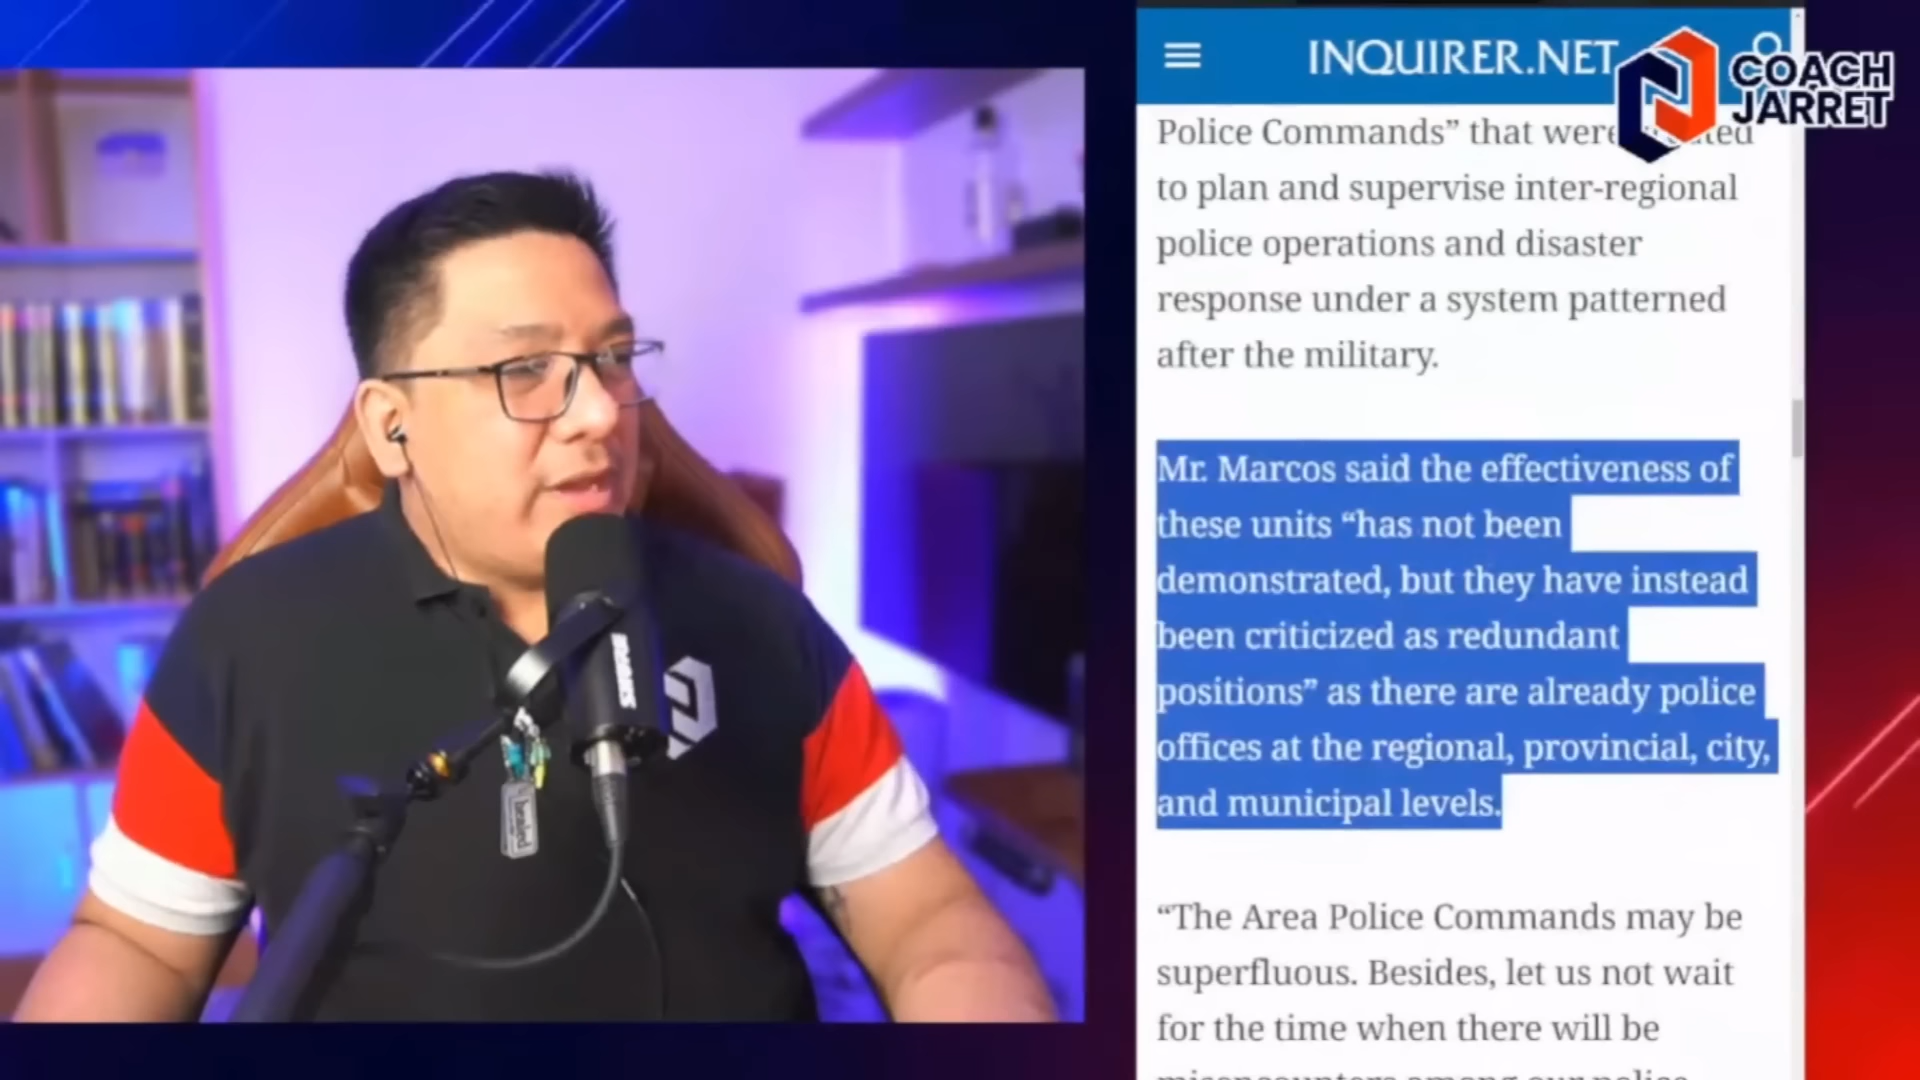 INQUIRER.NET
COACH
JARRET
Police Commands” that were
to plan and supervise inter-regional
police operations and disaster
response under a system patterned
after the military.
Mr. Marcos said the effectiveness of
these units “has not been
demonstrated, but they have instead
been criticized as redundant
positions” as there are already police
offices at the regional, provincial, city,
and municipal levels.
“The Area Police Commands may be
superfluous. Besides, let us not wait
for the time when there will be